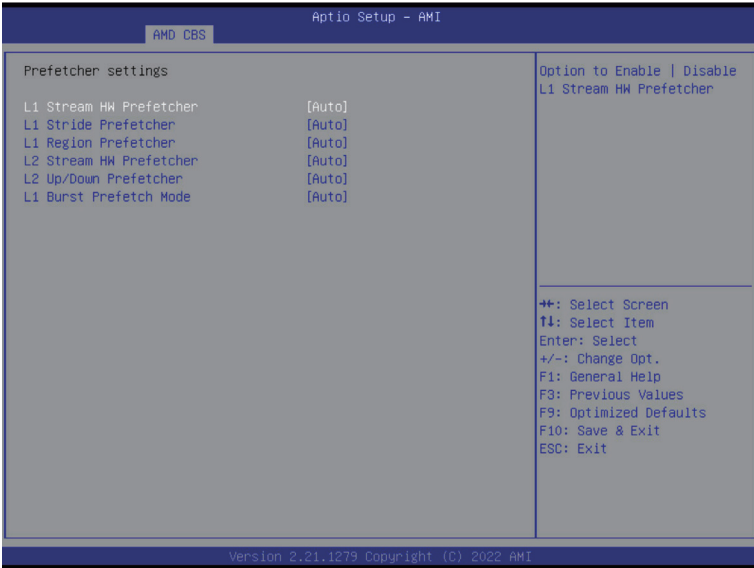 Aptio Setup – AMI
AMD CBS
Prefetcher settings
L1 Stream HW Prefetcher [Auto]
L1 Stride Prefetcher [Auto]
L1 Region Prefetcher [Auto]
L2 Stream HW Prefetcher [Auto]
L2 Up/Down Prefetcher [Auto]
L1 Burst Prefetch Mode [Auto]
Option to Enable | Disable
L1 Stream HW Prefetcher
→←: Select Screen
↑↓: Select Item
Enter: Select
+/-: Change Opt.
F1: General Help
F3: Previous Values
F9: Optimized Defaults
F10: Save & Exit
ESC: Exit
Version 2.21.1279 Copyright (C) 2022 AMI